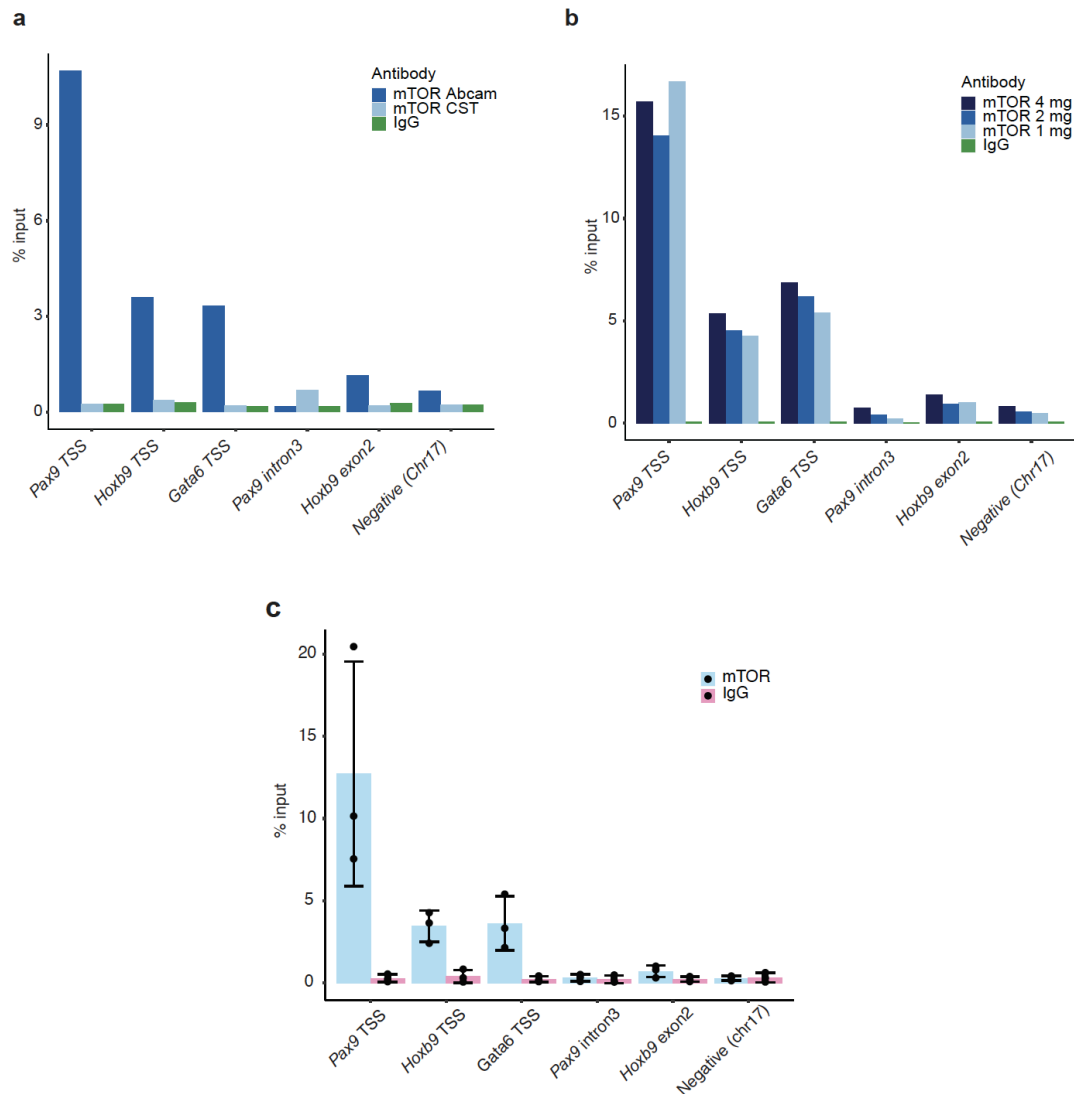 a
Antibody
mTOR Abcam
mTOR CST
IgG
9
6
3
0
% input
Pax9 TSS
Hoxb9 TSS
Gata6 TSS
Pax9 intron3
Hoxb9 exon2
Negative (Chr17)
b
Antibody
mTOR 4 mg
mTOR 2 mg
mTOR 1 mg
IgG
15
10
5
0
% input
Pax9 TSS
Hoxb9 TSS
Gata6 TSS
Pax9 intron3
Hoxb9 exon2
Negative (Chr17)
c
mTOR
IgG
20
15
10
5
0
% input
Pax9 TSS
Hoxb9 TSS
Gata6 TSS
Pax9 intron3
Hoxb9 exon2
Negative (chr17)